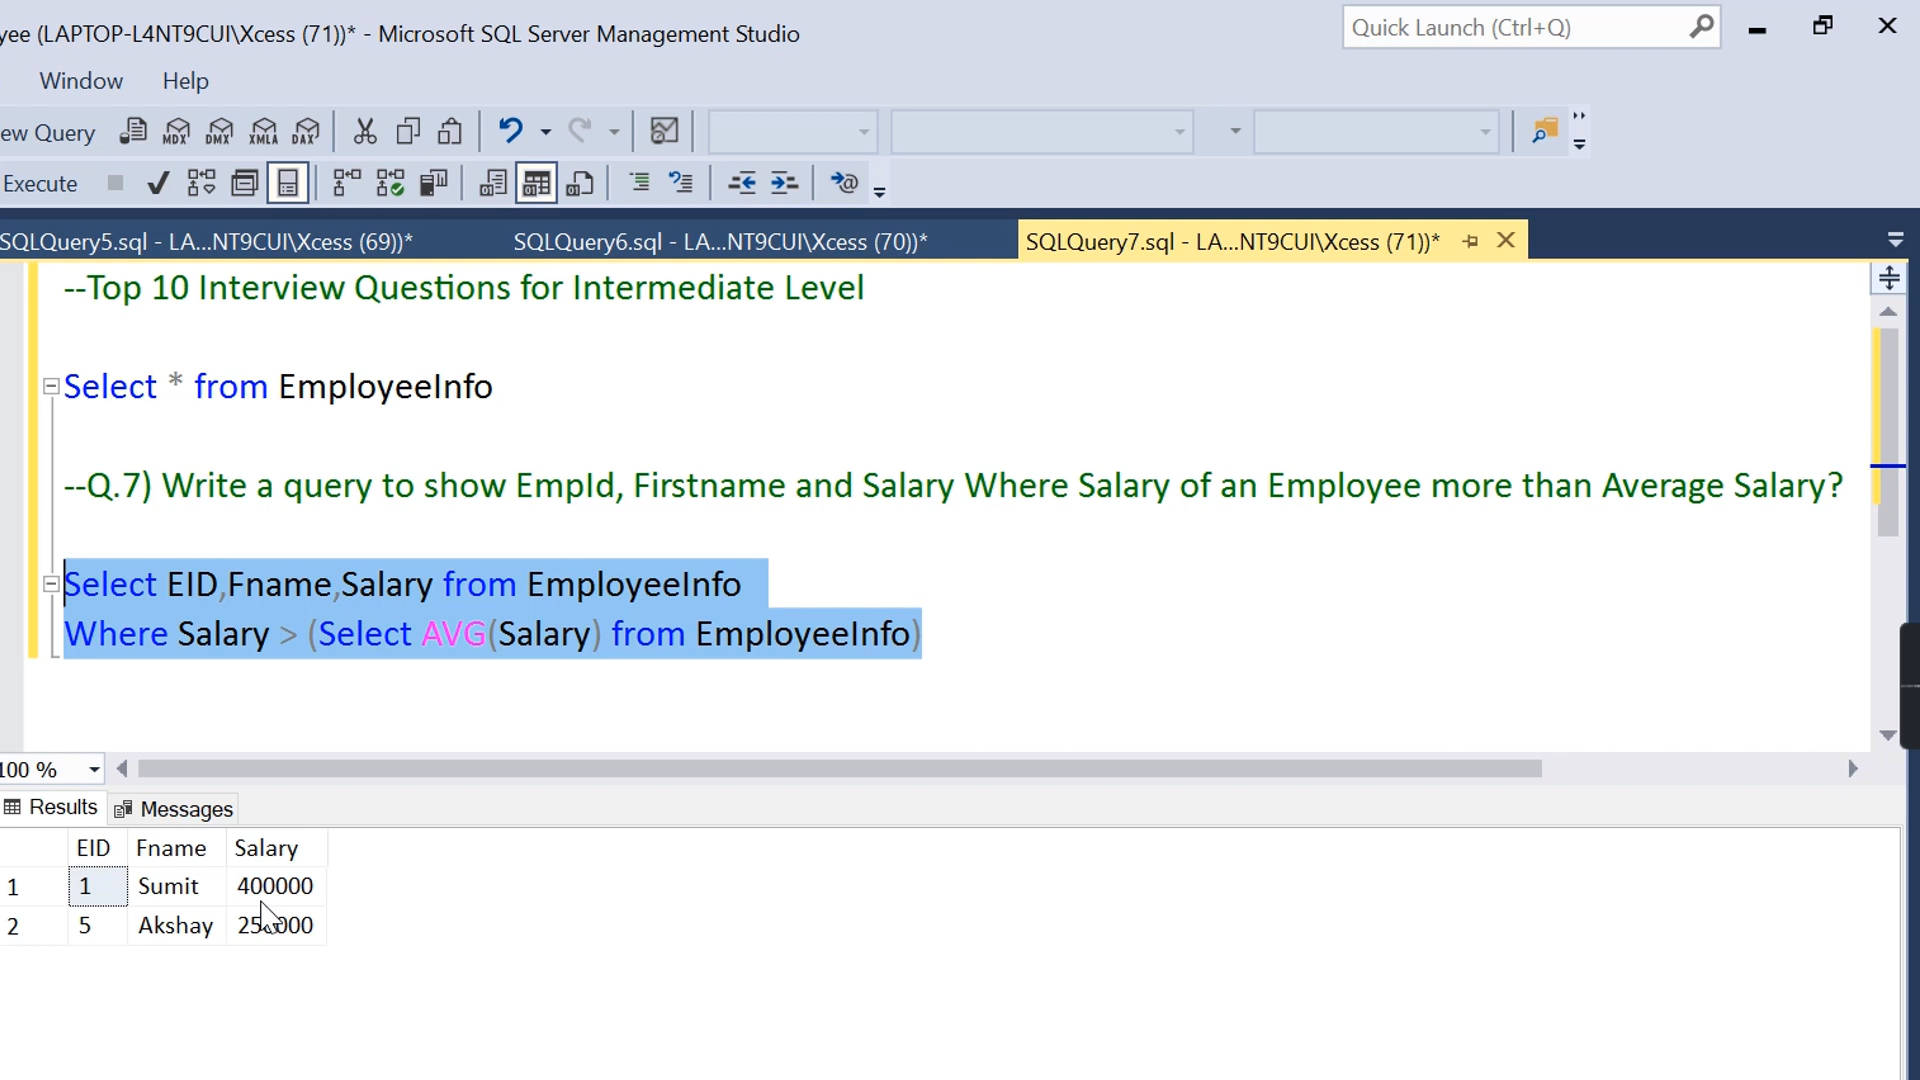 yee (LAPTOP-L4NT9CUI\Xcess (71))* - Microsoft SQL Server Management Studio
Quick Launch (Ctrl+Q)
Window Help
ew Query MDX DMX XMLA DAX
Execute
SQLQuery5.sql - LA...NT9CUI\Xcess (69))* SQLQuery6.sql - LA...NT9CUI\Xcess (70))* SQLQuery7.sql - LA...NT9CUI\Xcess (71))*
--Top 10 Interview Questions for Intermediate Level
Select * from EmployeeInfo
--Q.7) Write a query to show EmpId, Firstname and Salary Where Salary of an Employee more than Average Salary?
Select EID,Fname,Salary from EmployeeInfo
Where Salary > (Select AVG(Salary) from EmployeeInfo)
100 %
Results Messages
EID Fname Salary
1 1 Sumit 400000
2 5 Akshay